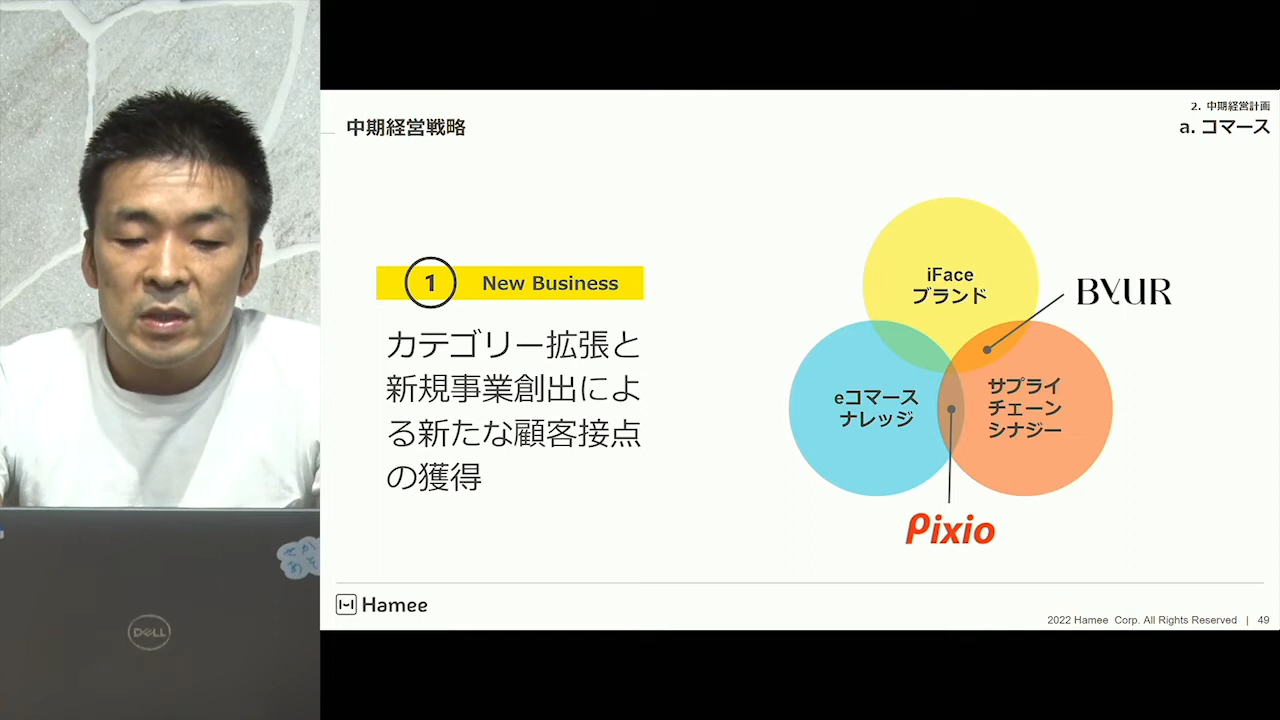 2. 中期経営計画
中期経営戦略
a. コマース
1 New Business
カテゴリー拡張と
新規事業創出によ
る新たな顧客接点
の獲得
iFace
ブランド
BYUR
eコマース
ナレッジ
サプライ
チェーン
シナジー
Pixio
Hamee
2022 Hamee Corp. All Rights Reserved | 49
DELL
せか
あそ